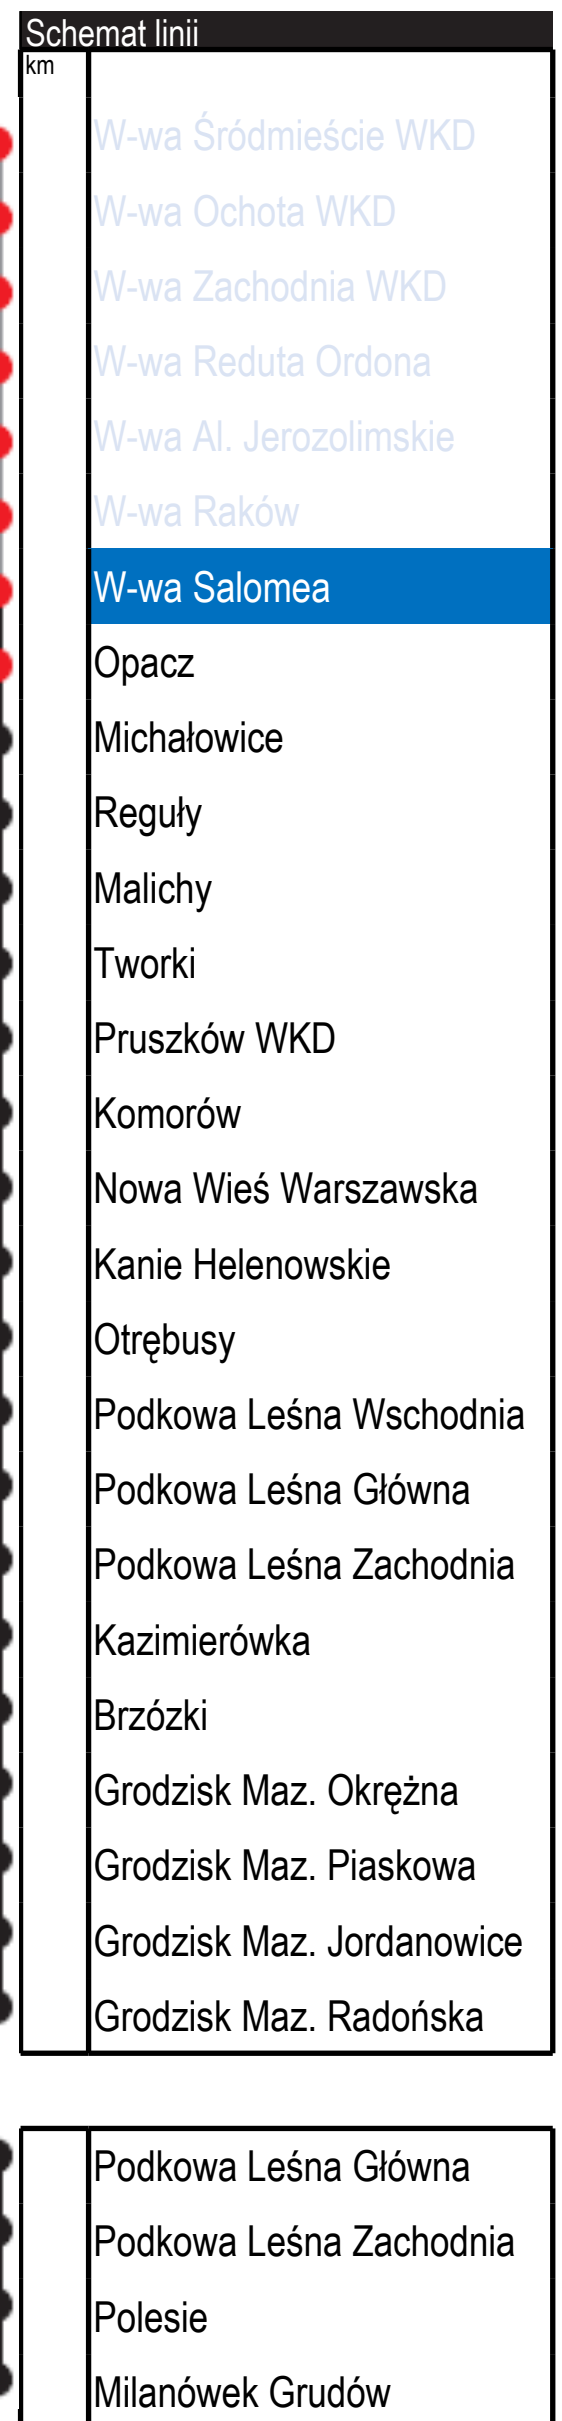 Schemat linii
km
W-wa Śródmieście WKD
W-wa Ochota WKD
W-wa Zachodnia WKD
W-wa Reduta Ordona
W-wa Al. Jerozolimskie
W-wa Raków
W-wa Salomea
Opacz
Michałowice
Reguły
Malichy
Tworki
Pruszków WKD
Komorów
Nowa Wieś Warszawska
Kanie Helenowskie
Otrębusy
Podkowa Leśna Wschodnia
Podkowa Leśna Główna
Podkowa Leśna Zachodnia
Kazimierówka
Brzózki
Grodzisk Maz. Okrężna
Grodzisk Maz. Piaskowa
Grodzisk Maz. Jordanowice
Grodzisk Maz. Radońska
Podkowa Leśna Główna
Podkowa Leśna Zachodnia
Polesie
Milanówek Grudów